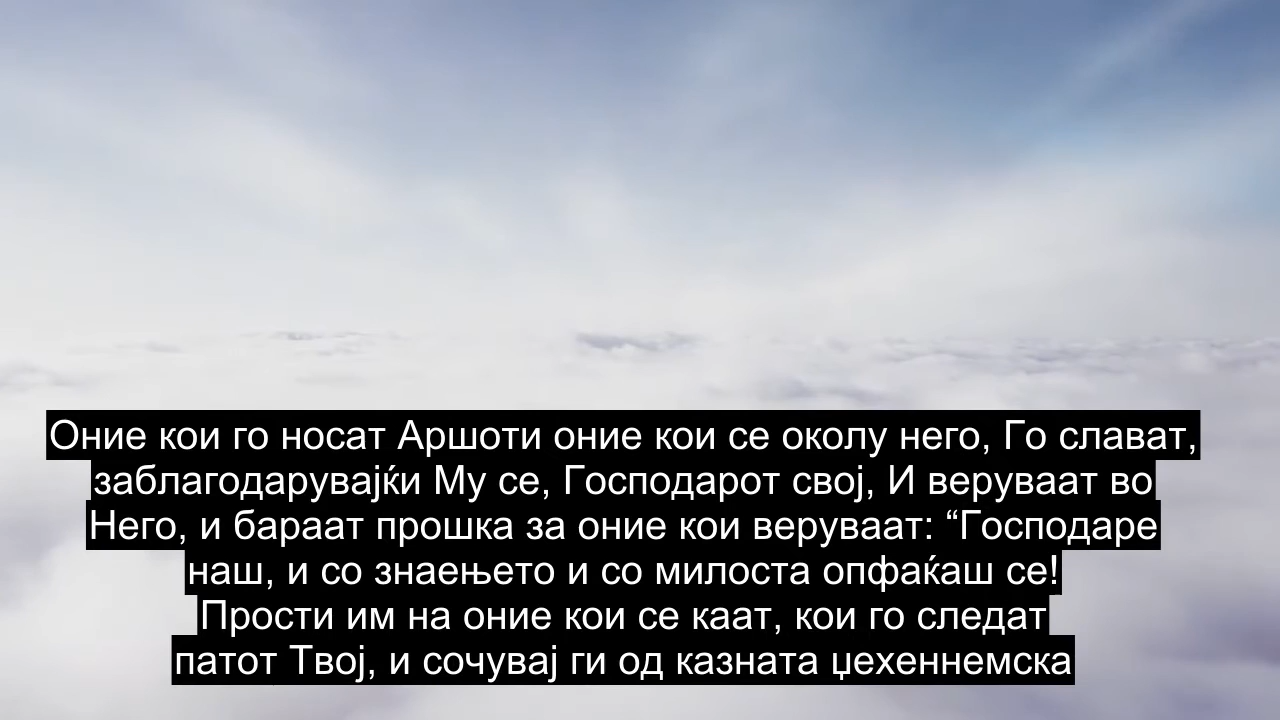 Оние кои го носат Аршоти оние кои се околу него, Го слават,
заблагодарувајќи Му се, Господарот свој, И веруваат во
Него, и бараат прошка за оние кои веруваат: “Господаре
наш, и со знаењето и со милоста опфаќаш се!
Прости им на оние кои се каат, кои го следат
патот Твој, и сочувај ги од казната џехеннемска